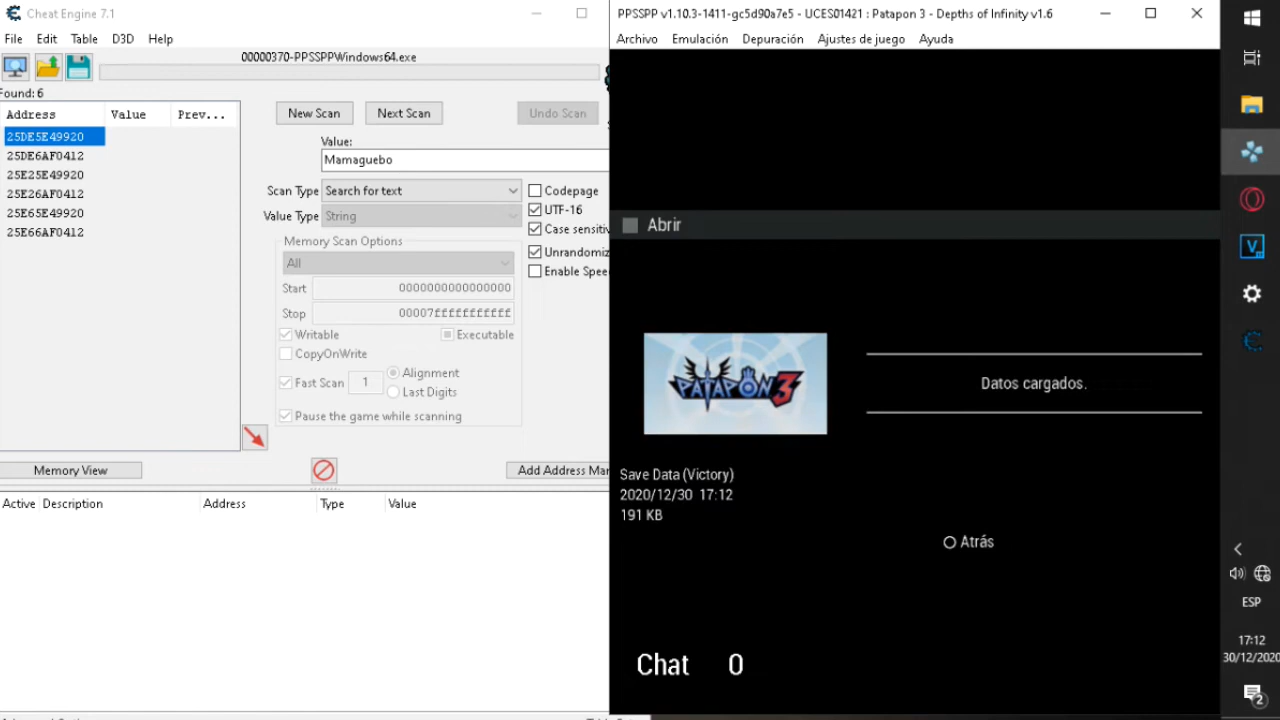 Cheat Engine 7.1
File Edit Table D3D Help
00000370-PPSSPPWindows64.exe
Found: 6
Address Value Prev...
25DE5E49920
25DE6AF0412
25E25E49920
25E26AF0412
25E65E49920
25E66AF0412
New Scan Next Scan Undo Scan
Value:
Mamaguebo
Scan Type Search for text
Value Type String
Codepage
UTF-16
Case sensitiv
Unrandomiz
Enable Spee
Memory Scan Options
All
Start 0000000000000000
Stop 00007fffffffffff
Writable Executable
CopyOnWrite
Fast Scan 1 Alignment
Last Digits
Pause the game while scanning
Memory View
Add Address Man
Active Description Address Type Value
PPSSPP v1.10.3-1411-gc5d90a7e5 - UCES01421 : Patapon 3 - Depths of Infinity v1.6
Archivo Emulación Depuración Ajustes de juego Ayuda
Abrir
PATAPON 3
Datos cargados.
Save Data (Victory)
2020/12/30 17:12
191 KB
Atrás
Chat 0
ESP
17:12
30/12/2020
2